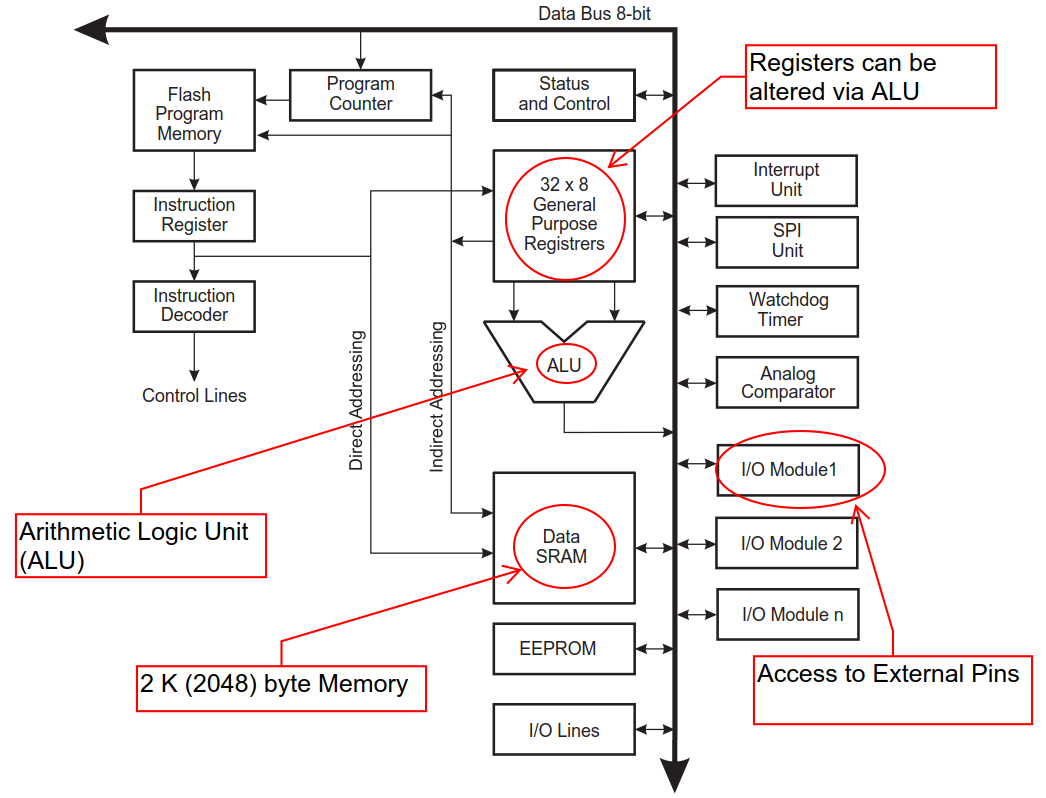 Data Bus 8-bit
Flash
Program
Memory
Program
Counter
Status
and Control
Registers can be
altered via ALU
Instruction
Register
32 x 8
General
Purpose
Registrers
Interrupt
Unit
SPI
Unit
Instruction
Decoder
Watchdog
Timer
Control Lines
Direct Addressing
Indirect Addressing
ALU
Analog
Comparator
I/O Module1
Arithmetic Logic Unit
(ALU)
Data
SRAM
I/O Module 2
I/O Module n
EEPROM
2 K (2048) byte Memory
Access to External Pins
I/O Lines